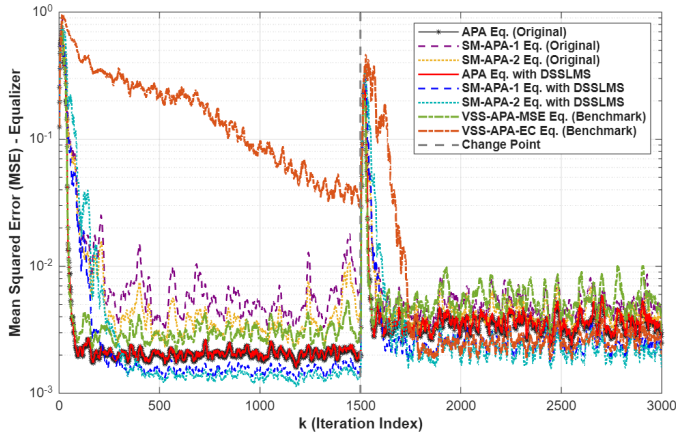 10^0
10^-1
10^-2
10^-3
Mean Squared Error (MSE) - Equalizer
APA Eq. (Original)
SM-APA-1 Eq. (Original)
SM-APA-2 Eq. (Original)
APA Eq. with DSSLMS
SM-APA-1 Eq. with DSSLMS
SM-APA-2 Eq. with DSSLMS
VSS-APA-MSE Eq. (Benchmark)
VSS-APA-EC Eq. (Benchmark)
Change Point
0 500 1000 1500 2000 2500 3000
k (Iteration Index)